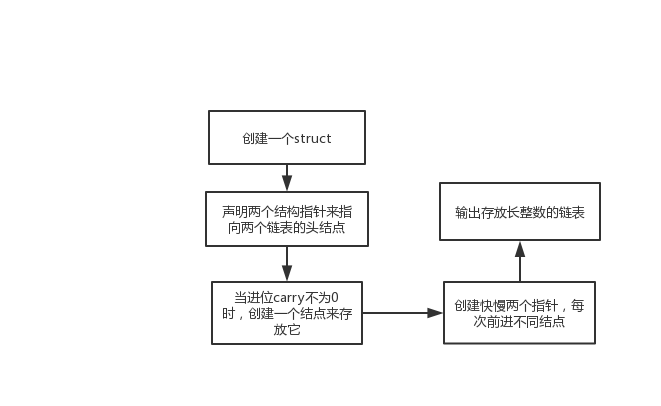 创建一个struct
声明两个结构指针来指
向两个链表的头结点
当进位carry不为0
时，创建一个结点来存
放它
创建快慢两个指针，每
次前进不同结点
输出存放长整数的链表